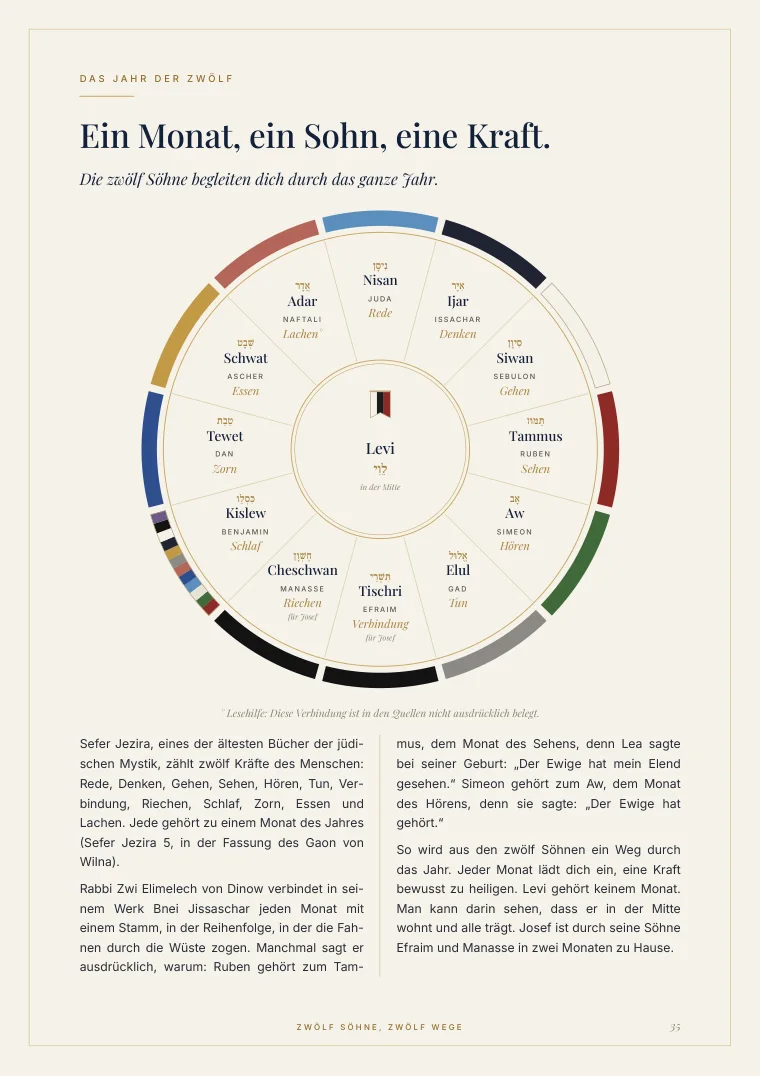 DAS JAHR DER ZWÖLF
Ein Monat, ein Sohn, eine Kraft.
Die zwölf Söhne begleiten dich durch das ganze Jahr.
נִיסָן
Nisan
JUDA
Rede
אִיָּר
Ijar
ISSACHAR
Denken
סִיוָן
Siwan
SEBULON
Gehen
תַּמּוּז
Tammus
RUBEN
Sehen
אָב
Aw
SIMEON
Hören
אֱלוּל
Elul
GAD
Tun
תִּשְׁרֵי
Tischri
EFRAIM
Verbindung
für Josef
חֶשְׁוָן
Cheschwan
MANASSE
Riechen
für Josef
כִּסְלֵו
Kislew
BENJAMIN
Schlaf
טֵבֵת
Tewet
DAN
Zorn
שְׁבָט
Schwat
ASCHER
Essen
אֲדָר
Adar
NAFTALI
Lachen*
Levi
לֵוִי
in der Mitte
* Lesehilfe: Diese Verbindung ist in den Quellen nicht ausdrücklich belegt.
Sefer Jezira, eines der ältesten Bücher der jüdi-
schen Mystik, zählt zwölf Kräfte des Menschen:
Rede, Denken, Gehen, Sehen, Hören, Tun, Ver-
bindung, Riechen, Schlaf, Zorn, Essen und
Lachen. Jede gehört zu einem Monat des Jahres
(Sefer Jezira 5, in der Fassung des Gaon von
Wilna).
Rabbi Zwi Elimelech von Dinow verbindet in sei-
nem Werk Bnei Jissaschar jeden Monat mit
einem Stamm, in der Reihenfolge, in der die Fah-
nen durch die Wüste zogen. Manchmal sagt er
ausdrücklich, warum: Ruben gehört zum Tam-
mus, dem Monat des Sehens, denn Lea sagte
bei seiner Geburt: „Der Ewige hat mein Elend
gesehen.“ Simeon gehört zum Aw, dem Monat
des Hörens, denn sie sagte: „Der Ewige hat
gehört.“
So wird aus den zwölf Söhnen ein Weg durch
das Jahr. Jeder Monat lädt dich ein, eine Kraft
bewusst zu heiligen. Levi gehört keinem Monat.
Man kann darin sehen, dass er in der Mitte
wohnt und alle trägt. Josef ist durch seine Söhne
Efraim und Manasse in zwei Monaten zu Hause.
ZWÖLF SÖHNE, ZWÖLF WEGE
35